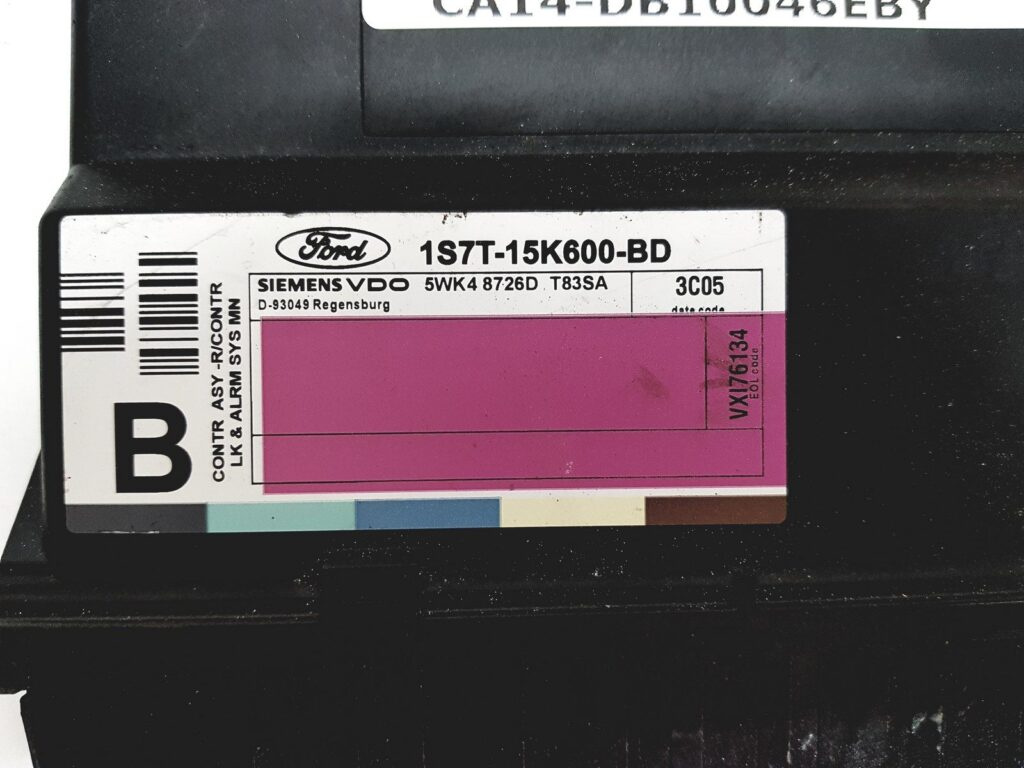 CA14-DB10046EBY
Ford
1S7T-15K600-BD
SIEMENS VDO 5WK4 8726D T83SA
D-93049 Regensburg
3C05
date code
VXI76134
EOL code
CONTR ASY -R/CONTR
LK & ALRM SYS MN
B